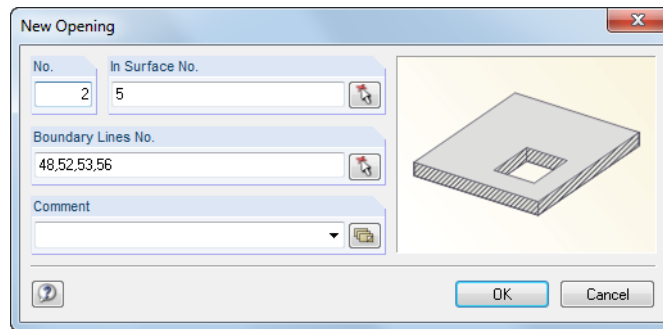 New Opening
No. In Surface No.
2 5
Boundary Lines No.
48,52,53,56
Comment
OK Cancel